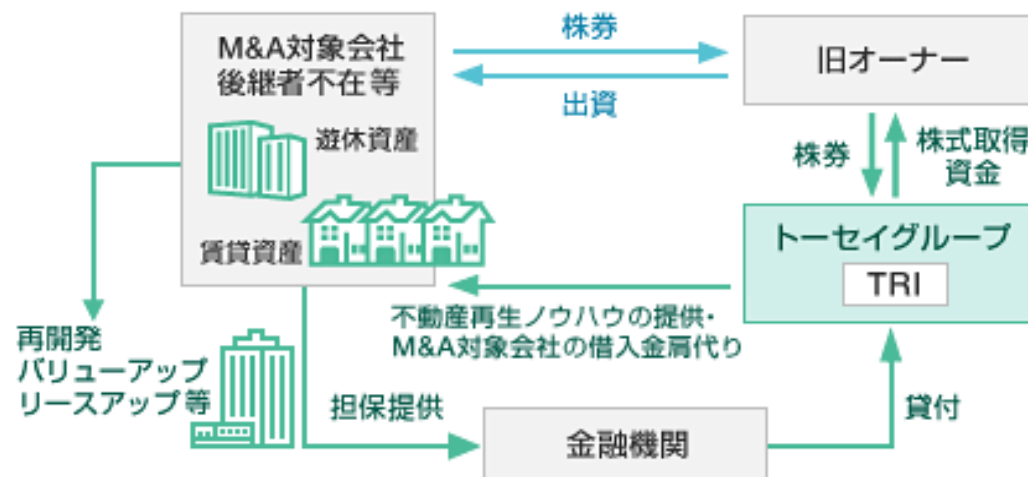 M&A対象会社
後継者不在等
遊休資産
賃貸資産
株券
出資
旧オーナー
株券
株式取得
資金
トーセイグループ
TRI
不動産再生ノウハウの提供・
M&A対象会社の借入金肩代り
再開発
バリューアップ
リースアップ等
担保提供
金融機関
貸付